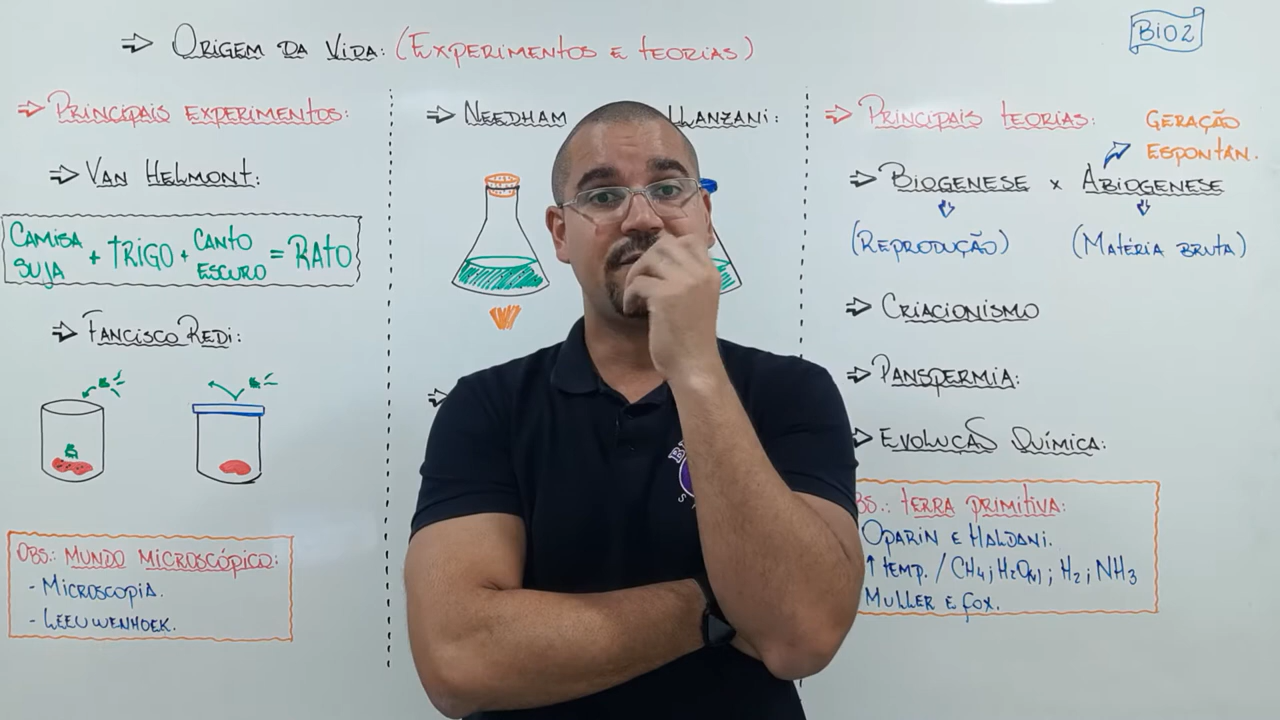 ⇒ Origem da Vida: (Experimentos e teorias)
BIO2
⇒ Principais experimentos:
⇒ Van Helmont:
Camisa suja + trigo + canto escuro = Rato
⇒ Fancisco Redi:
Obs.: Mundo microscópico:
- Microscopia.
- Leeuwenhoek.
⇒ Needham
llanzani:
⇒ Principais teorias:
Geração
espontân.
⇒ Biogenese x Abiogenese
(Reprodução) (Matéria bruta)
⇒ Criacionismo
⇒ Panspermia:
⇒ Evolução Química:
bs.: terra primitiva:
Oparin e Haldani.
↑ temp. / CH4; H2O(v); H2; NH3
Muller e Fox.